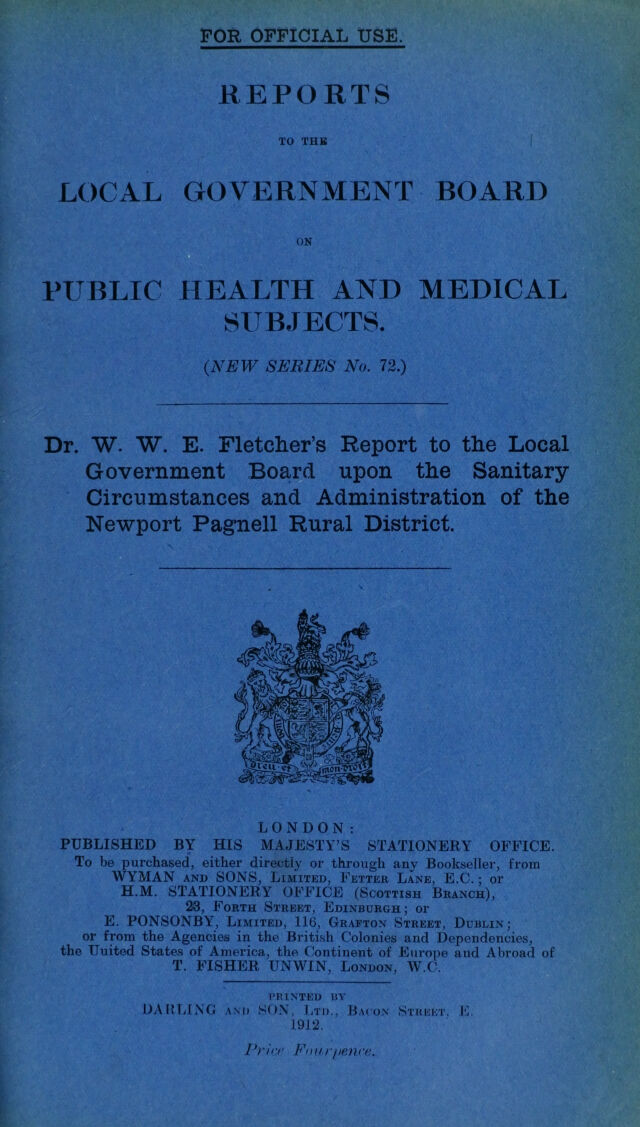 FOR OFFICIAL USE.
REPORTS
TO THE
LOCAL GOVERNMENT BOARD
ON
PUBLIC HEALTH AND MEDICAL
SUBJECTS.
(NEW SERIES No. 72.)
Dr. W. W. E. Fletcher's Report to the Local
Government Board upon the Sanitary
Circumstances and Administration of the
Newport Pagnell Rural District.
Dieu et mon droit
LONDON:
PUBLISHED BY HIS MAJESTY'S STATIONERY OFFICE.
To be purchased, either directly or through any Bookseller, from
WYMAN AND SONS, LIMITED, FETTER LANE, E.C.; or
H.M. STATIONERY OFFICE (SCOTTISH BRANCH),
23, FORTH STREET, EDINBURGH; or
E. PONSONBY, LIMITED, 116, GRAFTON STREET, DUBLIN;
or from the Agencies in the British Colonies and Dependencies,
the United States of America, the Continent of Europe and Abroad of
T. FISHER UNWIN, LONDON, W.C.
PRINTED BY
DARLING AND SON, LTD., BACON STREET, E.
1912.
Price Fourpence.